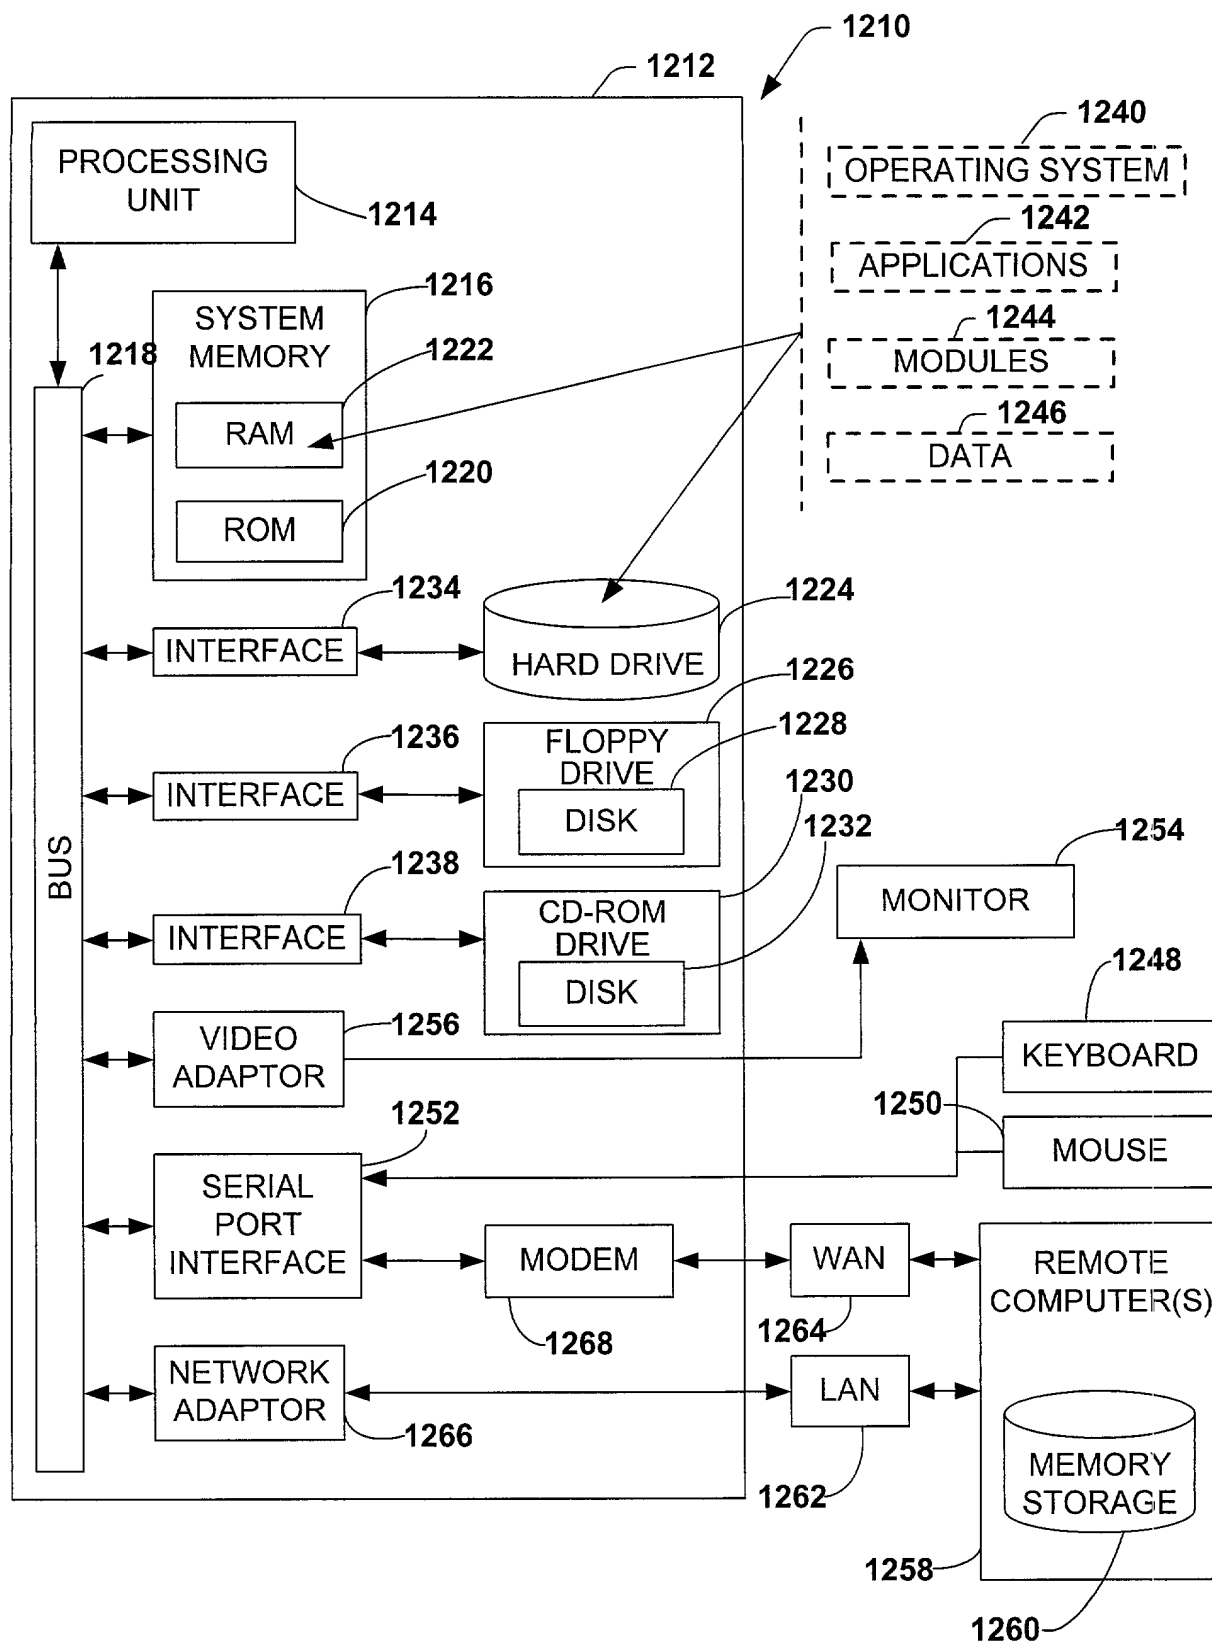 1210
1212
PROCESSING
UNIT
1214
1240
OPERATING SYSTEM
1242
APPLICATIONS
1244
MODULES
1246
DATA
1216
SYSTEM
MEMORY
1218
1222
RAM
1220
ROM
1234
INTERFACE
1224
HARD DRIVE
1226
1236
INTERFACE
FLOPPY
DRIVE
1228
DISK
1230
1232
1238
INTERFACE
CD-ROM
DRIVE
DISK
BUS
1254
MONITOR
1248
KEYBOARD
1256
VIDEO
ADAPTOR
1250
MOUSE
1252
SERIAL
PORT
INTERFACE
MODEM
1268
WAN
1264
REMOTE
COMPUTER(S)
NETWORK
ADAPTOR
1266
LAN
1262
MEMORY
STORAGE
1258
1260